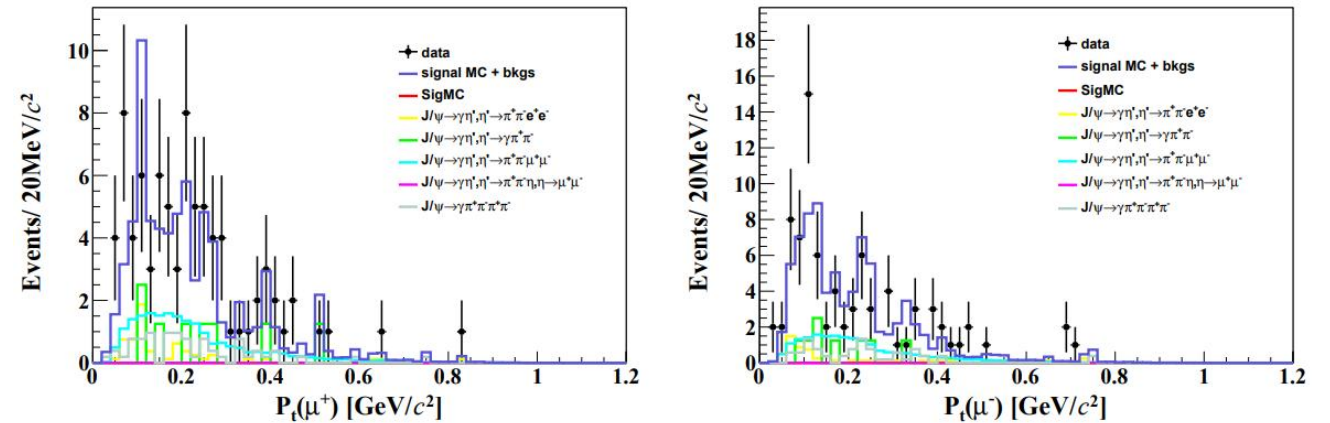 Events/ 20MeV/c²
10
8
6
4
2
0
0 0.2 0.4 0.6 0.8 1 1.2
Pₜ(μ⁺) [GeV/c²]
data
signal MC + bkgs
SigMC
J/ψ→γη',η'→π⁺π⁻e⁺e⁻
J/ψ→γη',η'→γπ⁺π⁻
J/ψ→γη',η'→π⁺π⁻μ⁺μ⁻
J/ψ→γη',η'→π⁺π⁻η,η→μ⁺μ⁻
J/ψ→γπ⁺π⁻π⁺π⁻
Events/ 20MeV/c²
18
16
14
12
10
8
6
4
2
0
0 0.2 0.4 0.6 0.8 1 1.2
Pₜ(μ⁻) [GeV/c²]
data
signal MC + bkgs
SigMC
J/ψ→γη',η'→π⁺π⁻e⁺e⁻
J/ψ→γη',η'→γπ⁺π⁻
J/ψ→γη',η'→π⁺π⁻μ⁺μ⁻
J/ψ→γη',η'→π⁺π⁻η,η→μ⁺μ⁻
J/ψ→γπ⁺π⁻π⁺π⁻